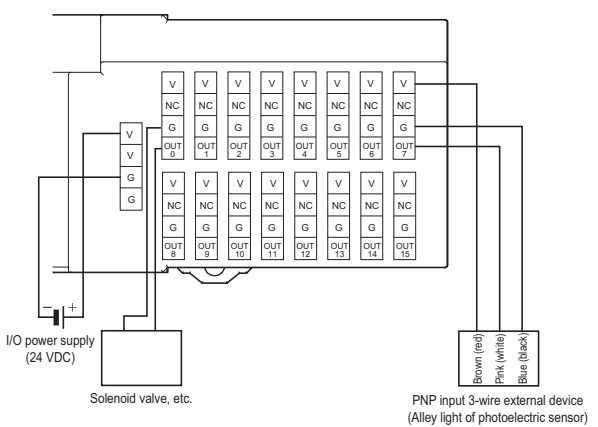 V V V V V V V V
NC NC NC NC NC NC NC NC
G G G G G G G G
OUT 0 OUT 1 OUT 2 OUT 3 OUT 4 OUT 5 OUT 6 OUT 7
V
V
G
G
V V V V V V V V
NC NC NC NC NC NC NC NC
G G G G G G G G
OUT 8 OUT 9 OUT 10 OUT 11 OUT 12 OUT 13 OUT 14 OUT 15
− +
I/O power supply
(24 VDC)
Solenoid valve, etc.
Brown (red)
Pink (white)
Blue (black)
PNP input 3-wire external device
(Alley light of photoelectric sensor)